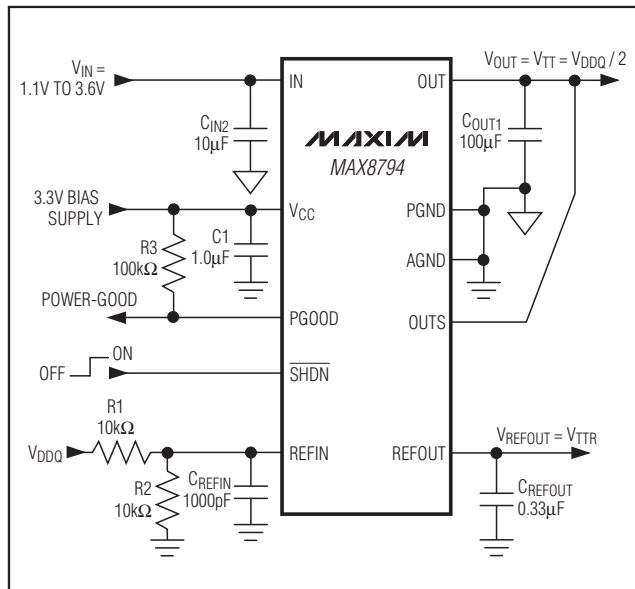 V_IN =
1.1V TO 3.6V
IN
OUT
V_OUT = V_TT = V_DDQ / 2
C_IN2
10µF
MAXIM
MAX8794
C_OUT1
100µF
3.3V BIAS
SUPPLY
V_CC
PGND
R3
100kΩ
C1
1.0µF
AGND
POWER-GOOD
PGOOD
OUTS
OFF
ON
SHDN
R1
10kΩ
V_DDQ
REFIN
REFOUT
V_REFOUT = V_TTR
R2
10kΩ
C_REFIN
1000pF
C_REFOUT
0.33µF